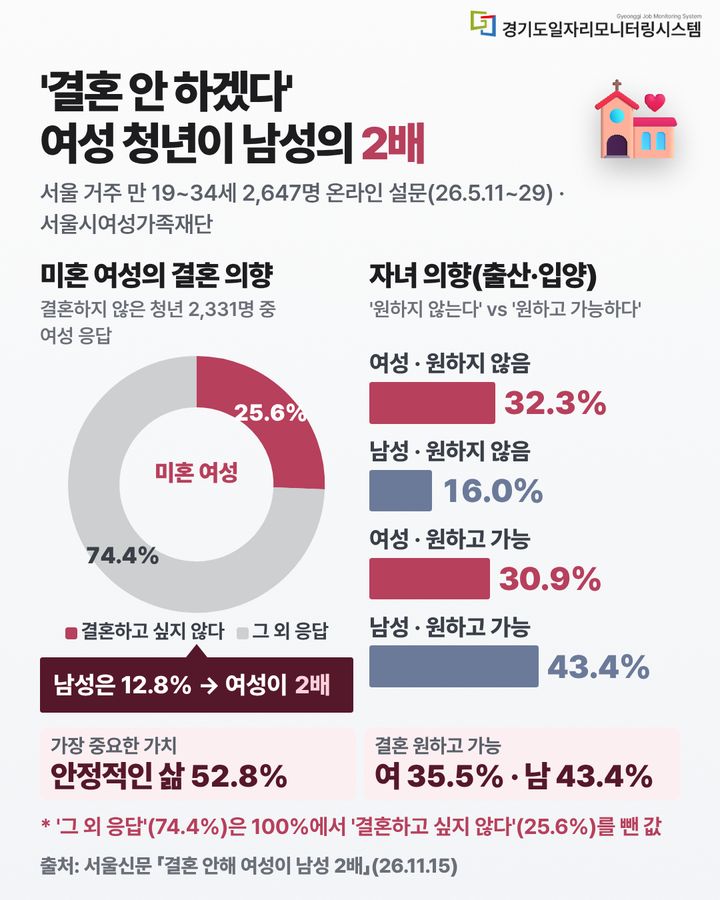 Gyeonggi Job Monitoring System
경기도일자리모니터링시스템
'결혼 안 하겠다'
여성 청년이 남성의 2배
서울 거주 만 19~34세 2,647명 온라인 설문(26.5.11~29) ·
서울시여성가족재단
미혼 여성의 결혼 의향
결혼하지 않은 청년 2,331명 중
여성 응답
25.6%
미혼 여성
74.4%
결혼하고 싶지 않다 그 외 응답
남성은 12.8% → 여성이 2배
자녀 의향(출산·입양)
'원하지 않는다' vs '원하고 가능하다'
여성 · 원하지 않음
32.3%
남성 · 원하지 않음
16.0%
여성 · 원하고 가능
30.9%
남성 · 원하고 가능
43.4%
가장 중요한 가치
안정적인 삶 52.8%
결혼 원하고 가능
여 35.5% · 남 43.4%
* '그 외 응답'(74.4%)은 100%에서 '결혼하고 싶지 않다'(25.6%)를 뺀 값
출처: 서울신문 「결혼 안해 여성이 남성 2배」(26.11.15)